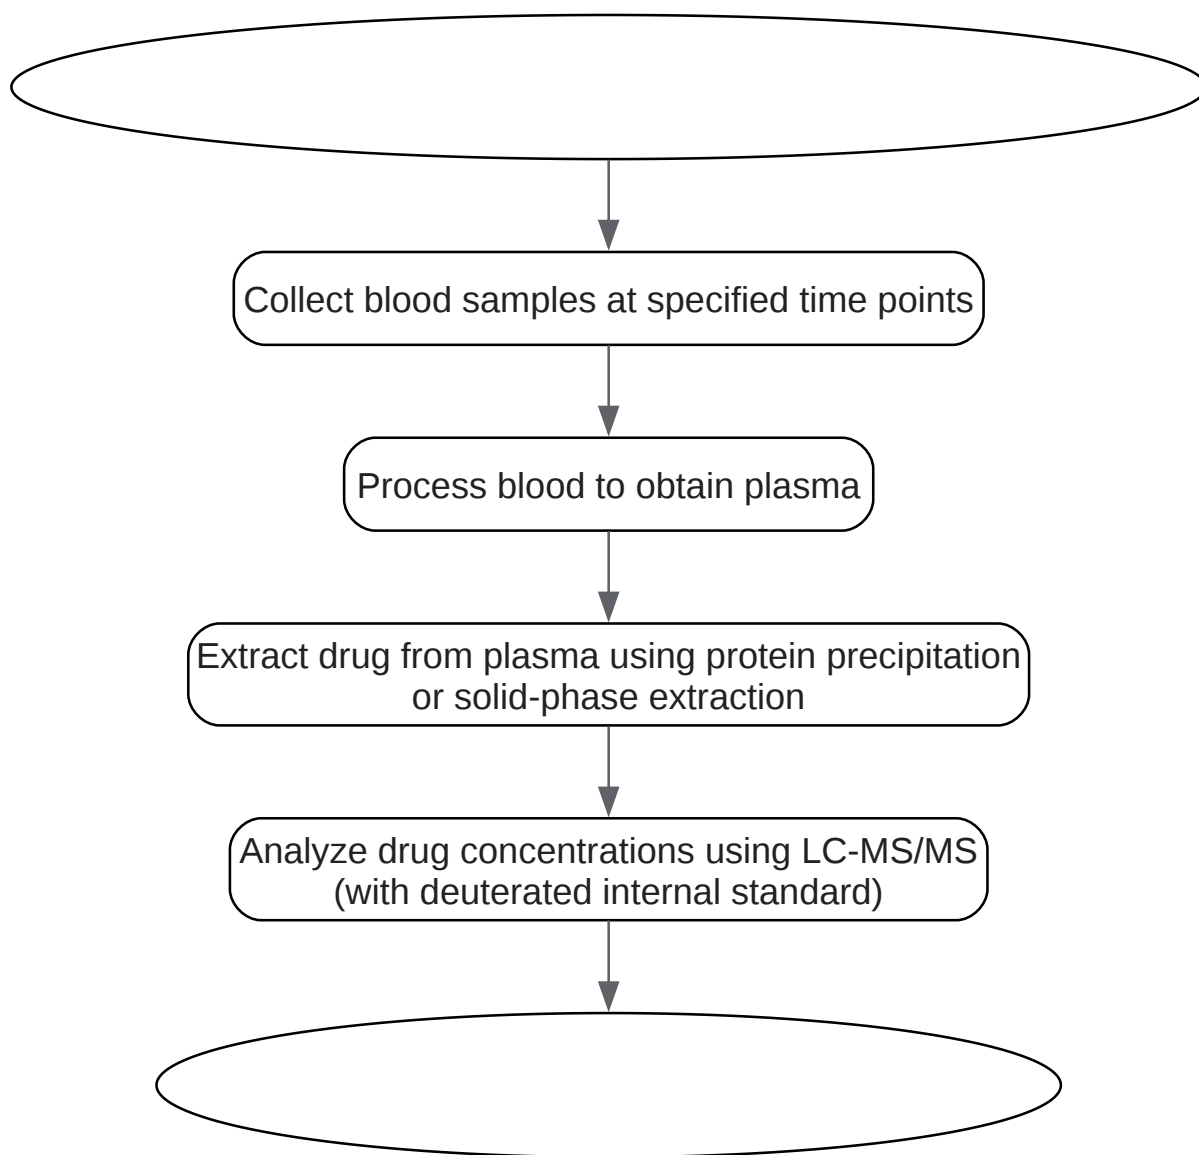 Collect blood samples at specified time points
Process blood to obtain plasma
Extract drug from plasma using protein precipitation
or solid-phase extraction
Analyze drug concentrations using LC-MS/MS
(with deuterated internal standard)